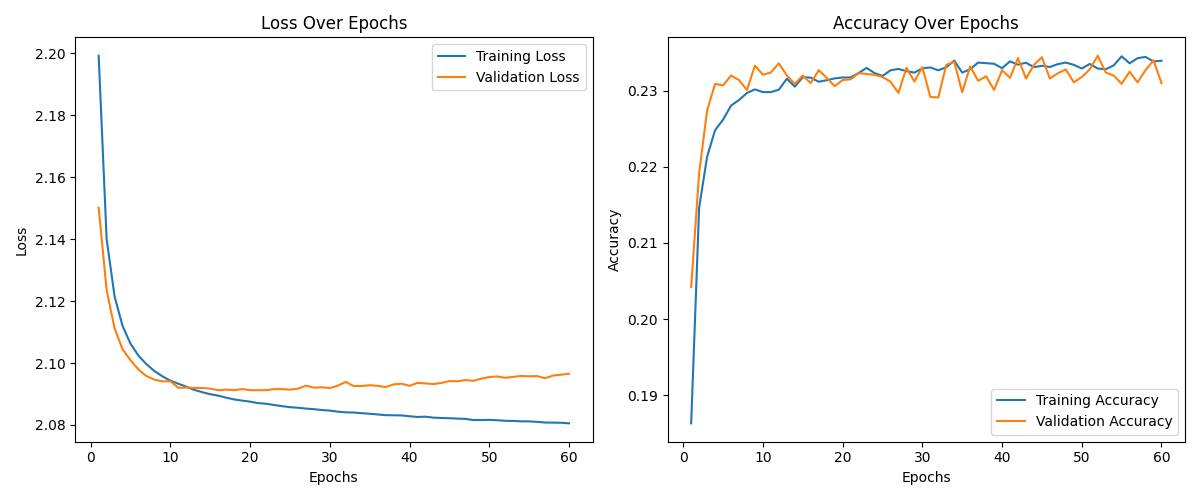 Loss Over Epochs
Loss
2.20
2.18
2.16
2.14
2.12
2.10
2.08
0 10 20 30 40 50 60
Epochs
Training Loss
Validation Loss
Accuracy Over Epochs
Accuracy
0.23
0.22
0.21
0.20
0.19
0 10 20 30 40 50 60
Epochs
Training Accuracy
Validation Accuracy